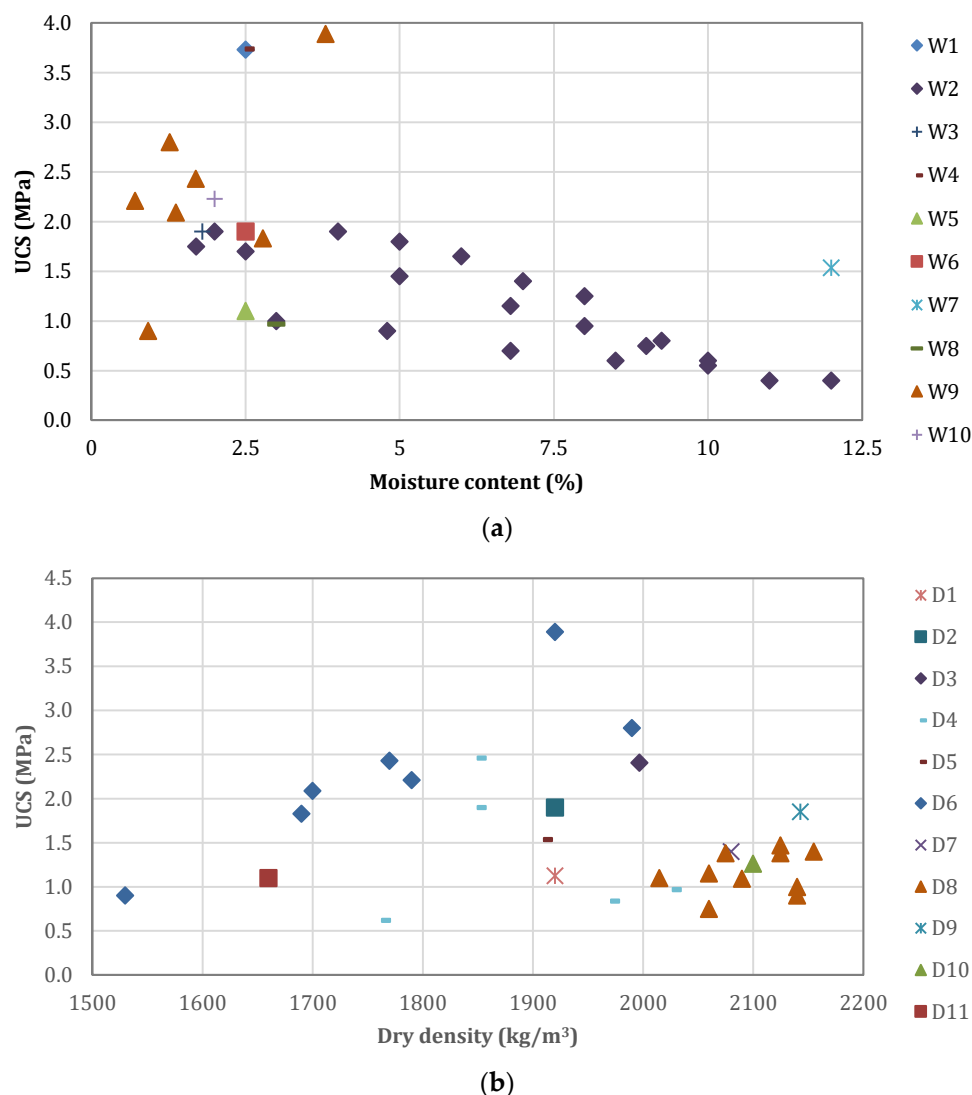 4.0
3.5
3.0
2.5
2.0
1.5
1.0
0.5
0.0
UCS (MPa)
0 2.5 5 7.5 10 12.5
Moisture content (%)
W1
W2
W3
W4
W5
W6
W7
W8
W9
W10
(a)
4.5
4.0
3.5
3.0
2.5
2.0
1.5
1.0
0.5
0.0
UCS (MPa)
1500 1600 1700 1800 1900 2000 2100 2200
Dry density (kg/m³)
D1
D2
D3
D4
D5
D6
D7
D8
D9
D10
D11
(b)